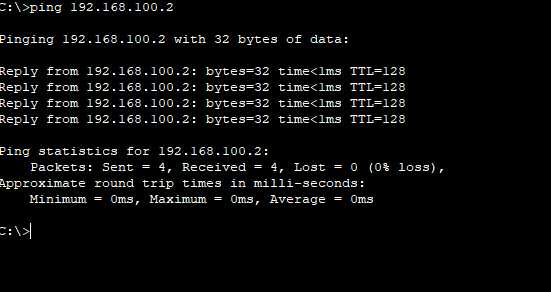 C:\>ping 192.168.100.2
Pinging 192.168.100.2 with 32 bytes of data:
Reply from 192.168.100.2: bytes=32 time<1ms TTL=128
Reply from 192.168.100.2: bytes=32 time<1ms TTL=128
Reply from 192.168.100.2: bytes=32 time<1ms TTL=128
Reply from 192.168.100.2: bytes=32 time<1ms TTL=128
Ping statistics for 192.168.100.2:
    Packets: Sent = 4, Received = 4, Lost = 0 (0% loss),
Approximate round trip times in milli-seconds:
    Minimum = 0ms, Maximum = 0ms, Average = 0ms
C:\>